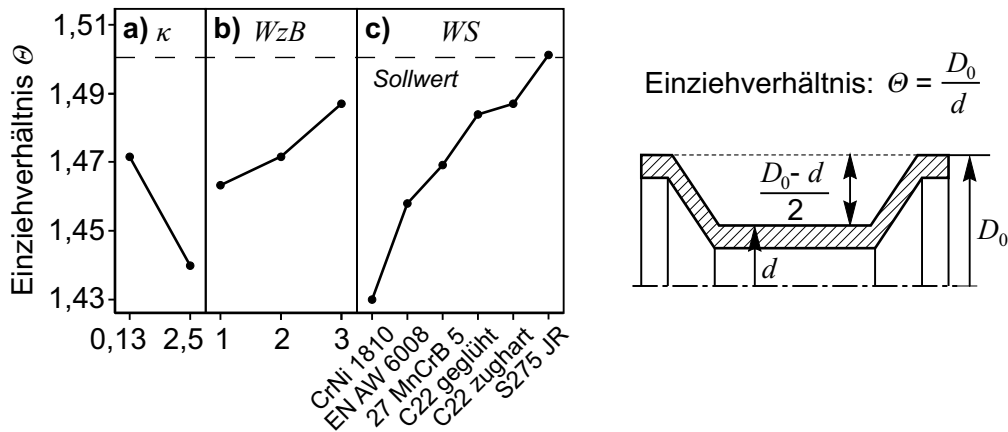 1,51
1,49
1,47
1,45
1,43
Einziehverhältnis Θ
a) κ
b) WzB
c) WS
Sollwert
0,13
2,5
1
2
3
CrNi 1810
EN AW 6008
27 MnCrB 5
C22 geglüht
C22 zughart
S275 JR
Einziehverhältnis: Θ = D₀/d
D₀- d
2
D₀
d